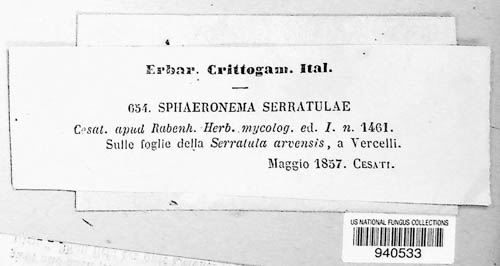 Erbar. Crittogam. Ital.
654. SPHAERONEMA SERRATULAE
Cesat. apud Rabenh. Herb. mycolog. ed. I. n. 1461.
Sulle foglie della Serratula arvensis, a Vercelli.
Maggio 1857. CESATI.
US NATIONAL FUNGUS COLLECTIONS
940533